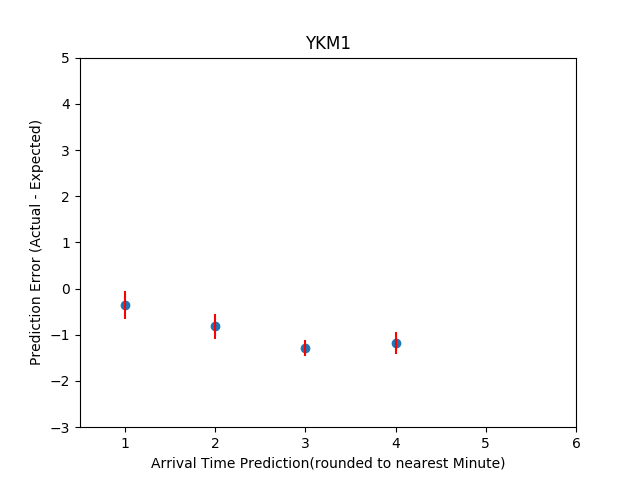 YKM1
5
4
3
2
1
0
−1
−2
−3
Prediction Error (Actual - Expected)
1 2 3 4 5 6
Arrival Time Prediction(rounded to nearest Minute)